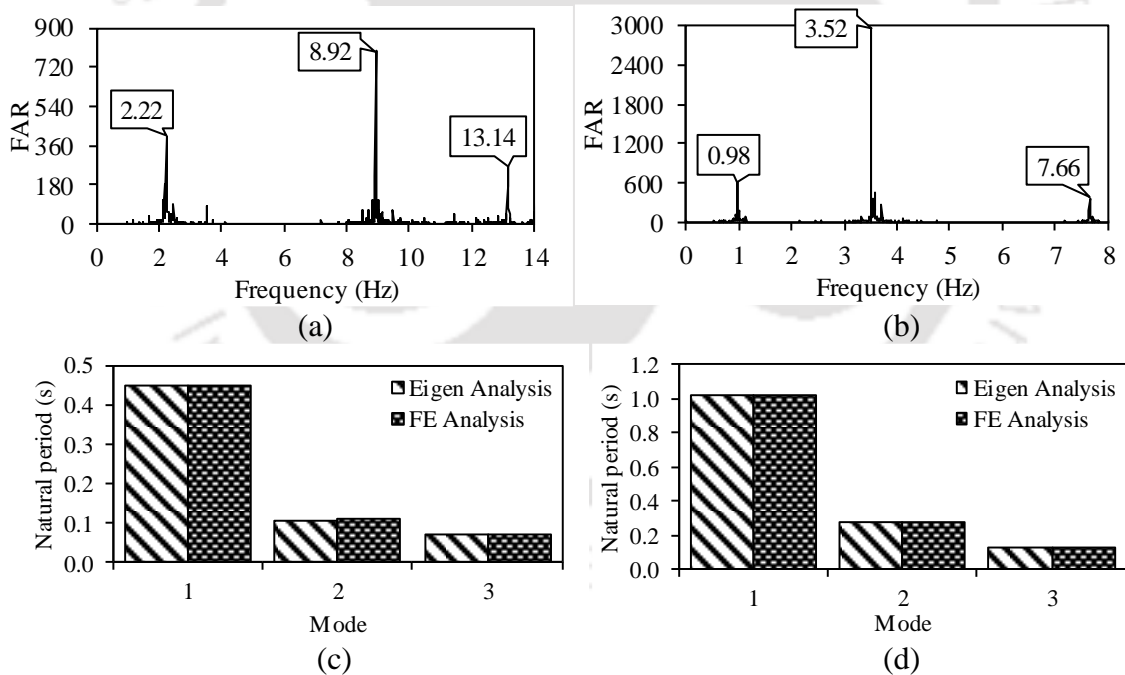 900
720
540
360
180
0
FAR
2.22
8.92
13.14
0 2 4 6 8 10 12 14
Frequency (Hz)
(a)
3000
2400
1800
1200
600
0
FAR
0.98
3.52
7.66
0 1 2 3 4 5 6 7 8
Frequency (Hz)
(b)
0.5
0.4
0.3
0.2
0.1
0.0
Natural period (s)
Eigen Analysis
FE Analysis
1 2 3
Mode
(c)
1.2
1.0
0.8
0.6
0.4
0.2
0.0
Natural period (s)
Eigen Analysis
FE Analysis
1 2 3
Mode
(d)